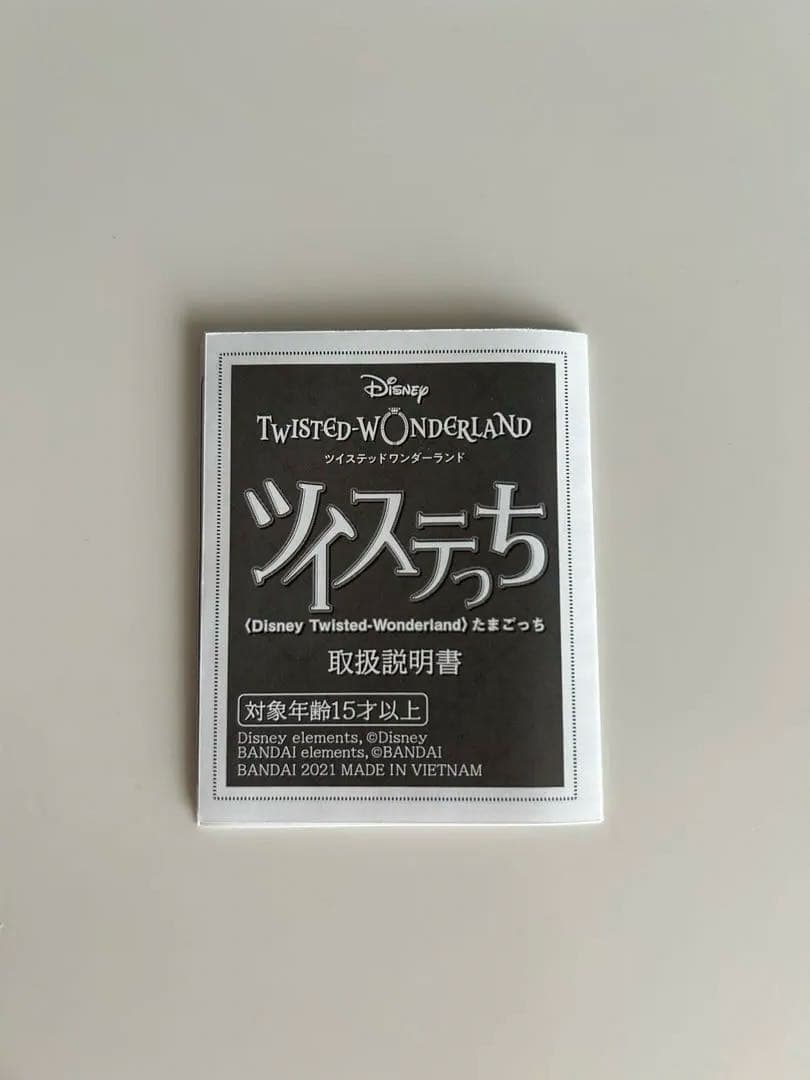 Disney
TWISTED-WONDERLAND
ツイステッドワンダーランド
ツイステっち
〈Disney Twisted-Wonderland〉たまごっち
取扱説明書
対象年齢15才以上
Disney elements, ©Disney
BANDAI elements, ©BANDAI
BANDAI 2021 MADE IN VIETNAM